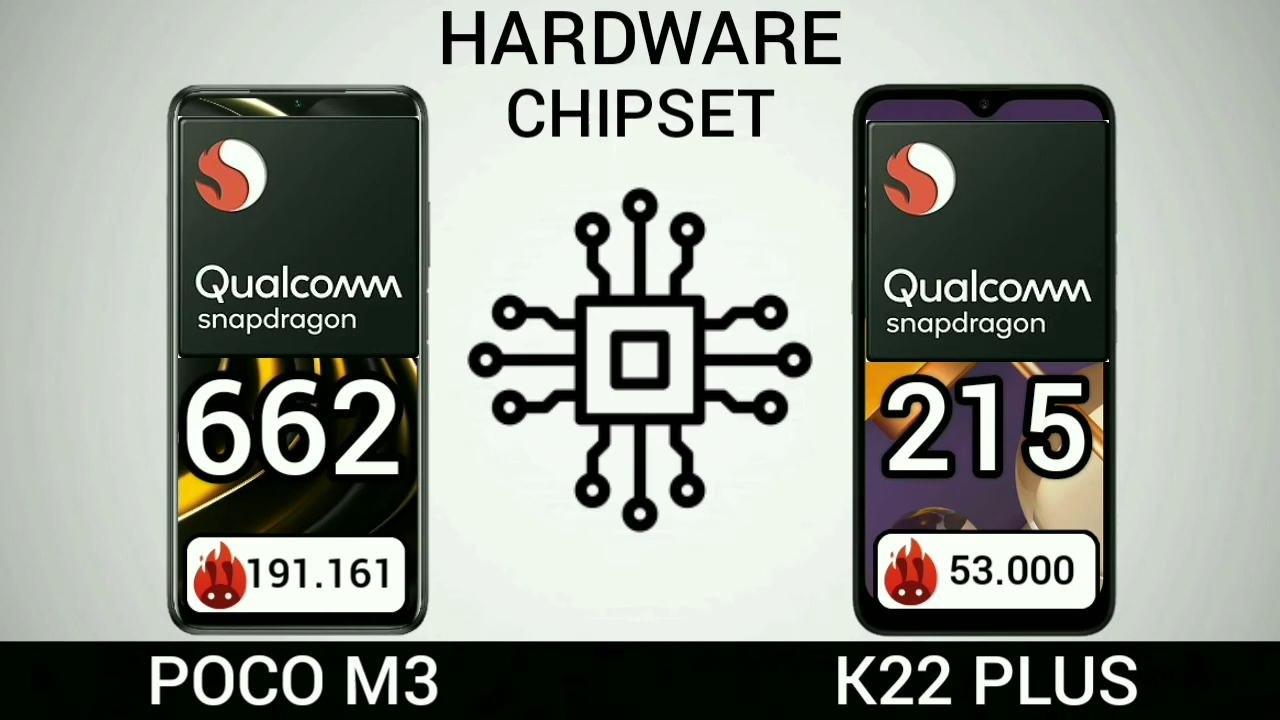 HARDWARE
CHIPSET
Qualcomm
snapdragon
662
191.161
POCO M3
Qualcomm
snapdragon
215
53.000
K22 PLUS